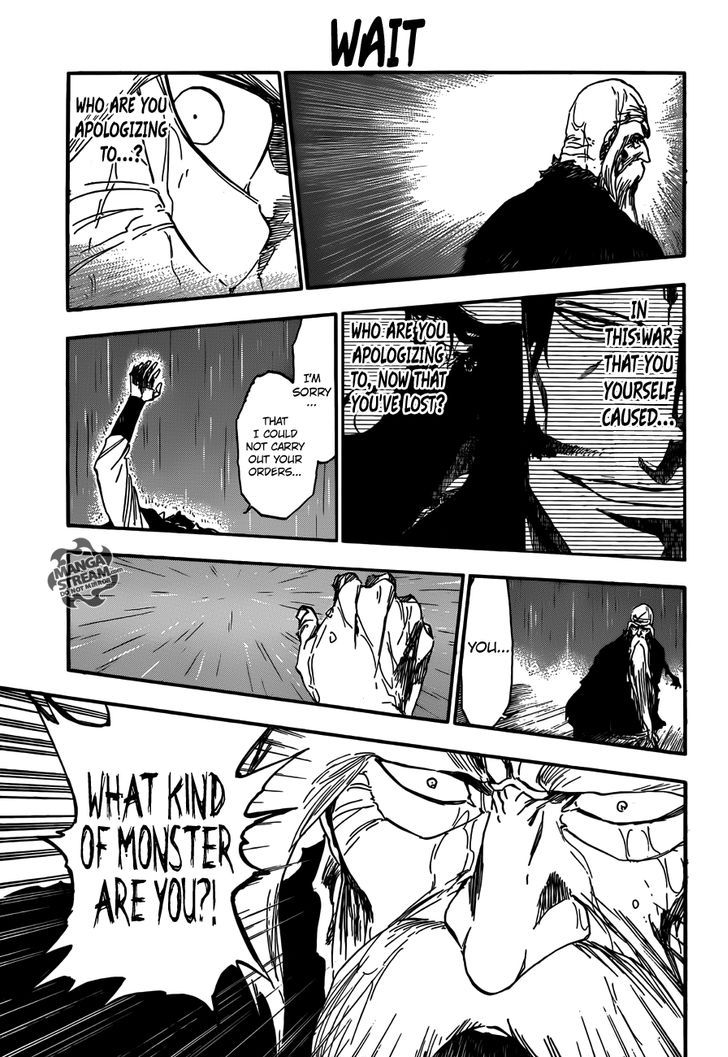 WAIT
IN
THIS WAR
THAT YOU
YOURSELF
CAUSED...
WHO ARE YOU
APOLOGIZING
TO...?
WHO ARE YOU
APOLOGIZING
TO, NOW THAT
YOU'VE LOST?
I'M
SORRY
...
THAT
I COULD
NOT CARRY
OUT YOUR
ORDERS...
YOU...
MANGA
STREAM.com
DO NOT MIRROR
WHAT KIND
OF MONSTER
ARE YOU?!